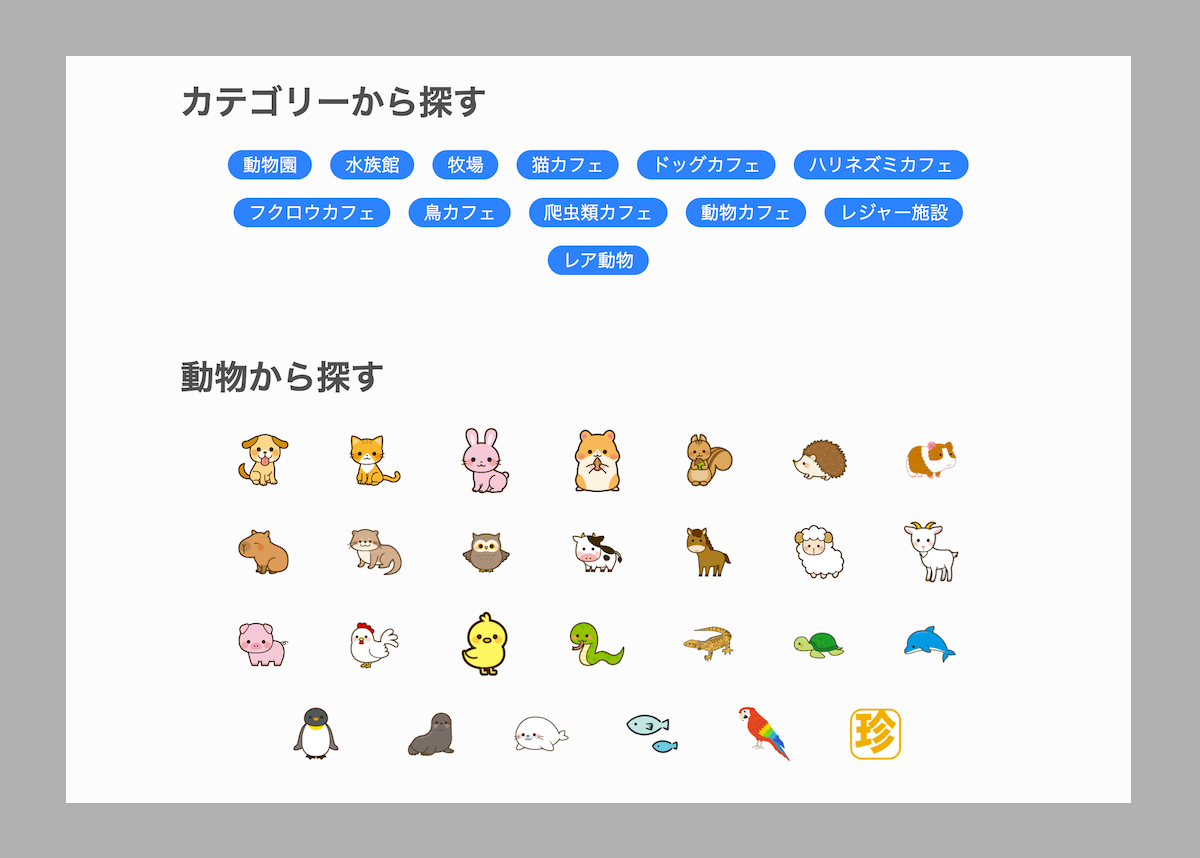 カテゴリーから探す
動物園 水族館 牧場 猫カフェ ドッグカフェ ハリネズミカフェ
フクロウカフェ 鳥カフェ 爬虫類カフェ 動物カフェ レジャー施設
レア動物
動物から探す
珍